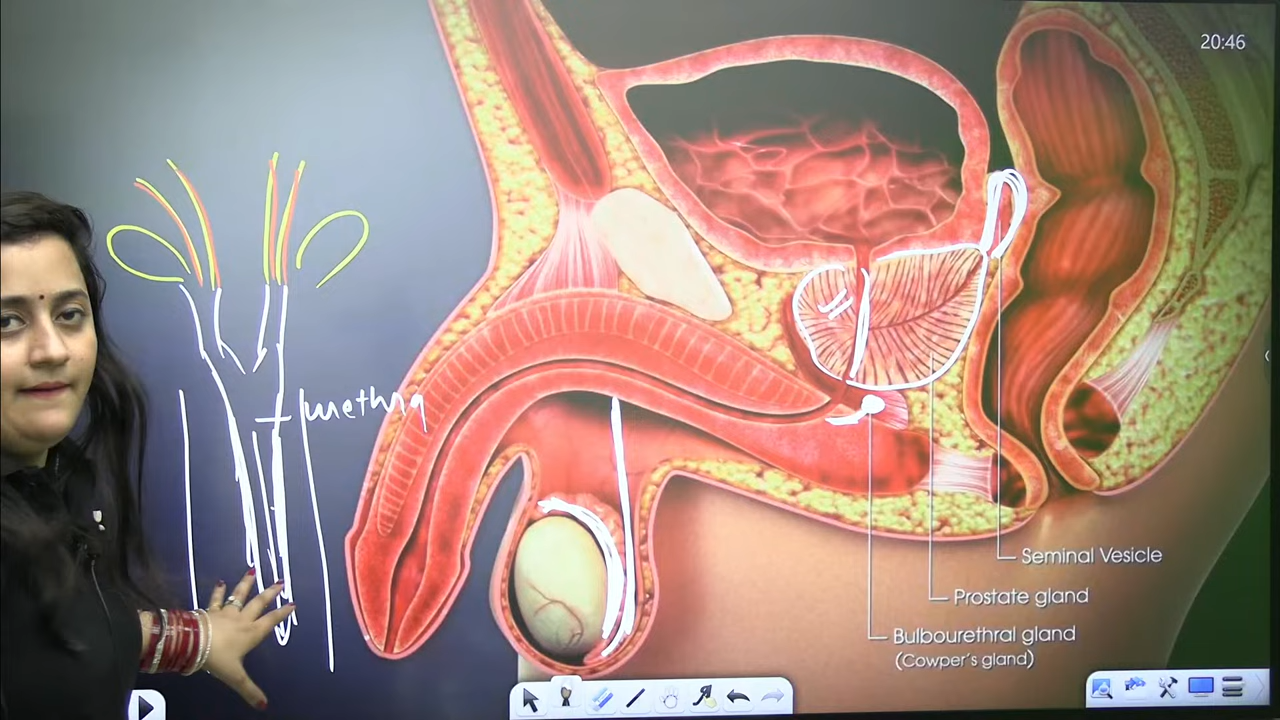 20:46
urethra
Seminal Vesicle
Prostate gland
Bulbourethral gland
(Cowper's gland)